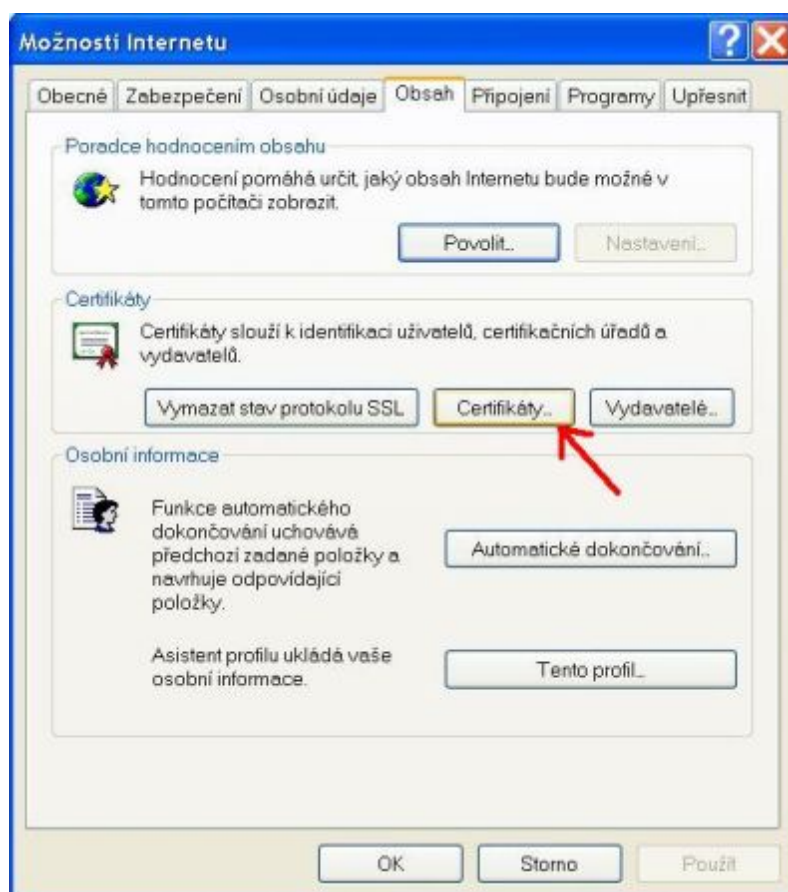 Možnosti Internetu
Obecné Zabezpečení Osobní údaje Obsah Připojení Programy Upřesnit
Poradce hodnocením obsahu
Hodnocení pomáhá určit, jaký obsah Internetu bude možné v
tomto počítači zobrazit.
Povolit... Nastavení...
Certifikáty
Certifikáty slouží k identifikaci uživatelů, certifikačních úřadů a
vydavatelů.
Vymazat stav protokolu SSL Certifikáty... Vydavatelé...
Osobní informace
Funkce automatického
dokončování uchovává
předchozí zadané položky a
navrhuje odpovídající
položky.
Automatické dokončování...
Asistent profilu ukládá vaše
osobní informace.
Tento profil...
OK Storno Použít